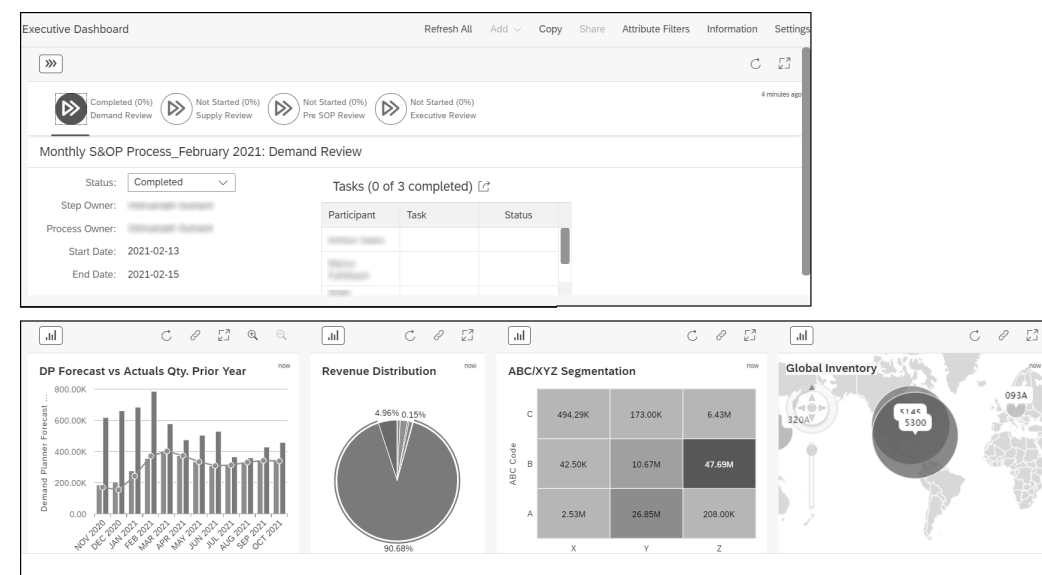 Executive Dashboard Refresh All Add Copy Share Attribute Filters Information Settings
4 minutes ago
Completed (0%) Not Started (0%) Not Started (0%) Not Started (0%)
Demand Review Supply Review Pre SOP Review Executive Review
Monthly S&OP Process_February 2021: Demand Review
Status: Completed
Step Owner:
Process Owner:
Start Date: 2021-02-13
End Date: 2021-02-15
Tasks (0 of 3 completed)
Participant Task Status
DP Forecast vs Actuals Qty. Prior Year now
Demand Planner Forecast ...
800.00K
600.00K
400.00K
200.00K
0.00
NOV 2020 DEC 2020 JAN 2021 FEB 2021 MAR 2021 APR 2021 MAY 2021 JUN 2021 JUL 2021 AUG 2021 SEP 2021 OCT 2021
Revenue Distribution now
4.96% 0.15%
90.68%
ABC/XYZ Segmentation now
ABC Code
C 494.29K 173.00K 6.43M
B 42.50K 10.67M 47.69M
A 2.53M 26.85M 208.00K
X Y Z
Global Inventory now
093A
320A
5145
5300